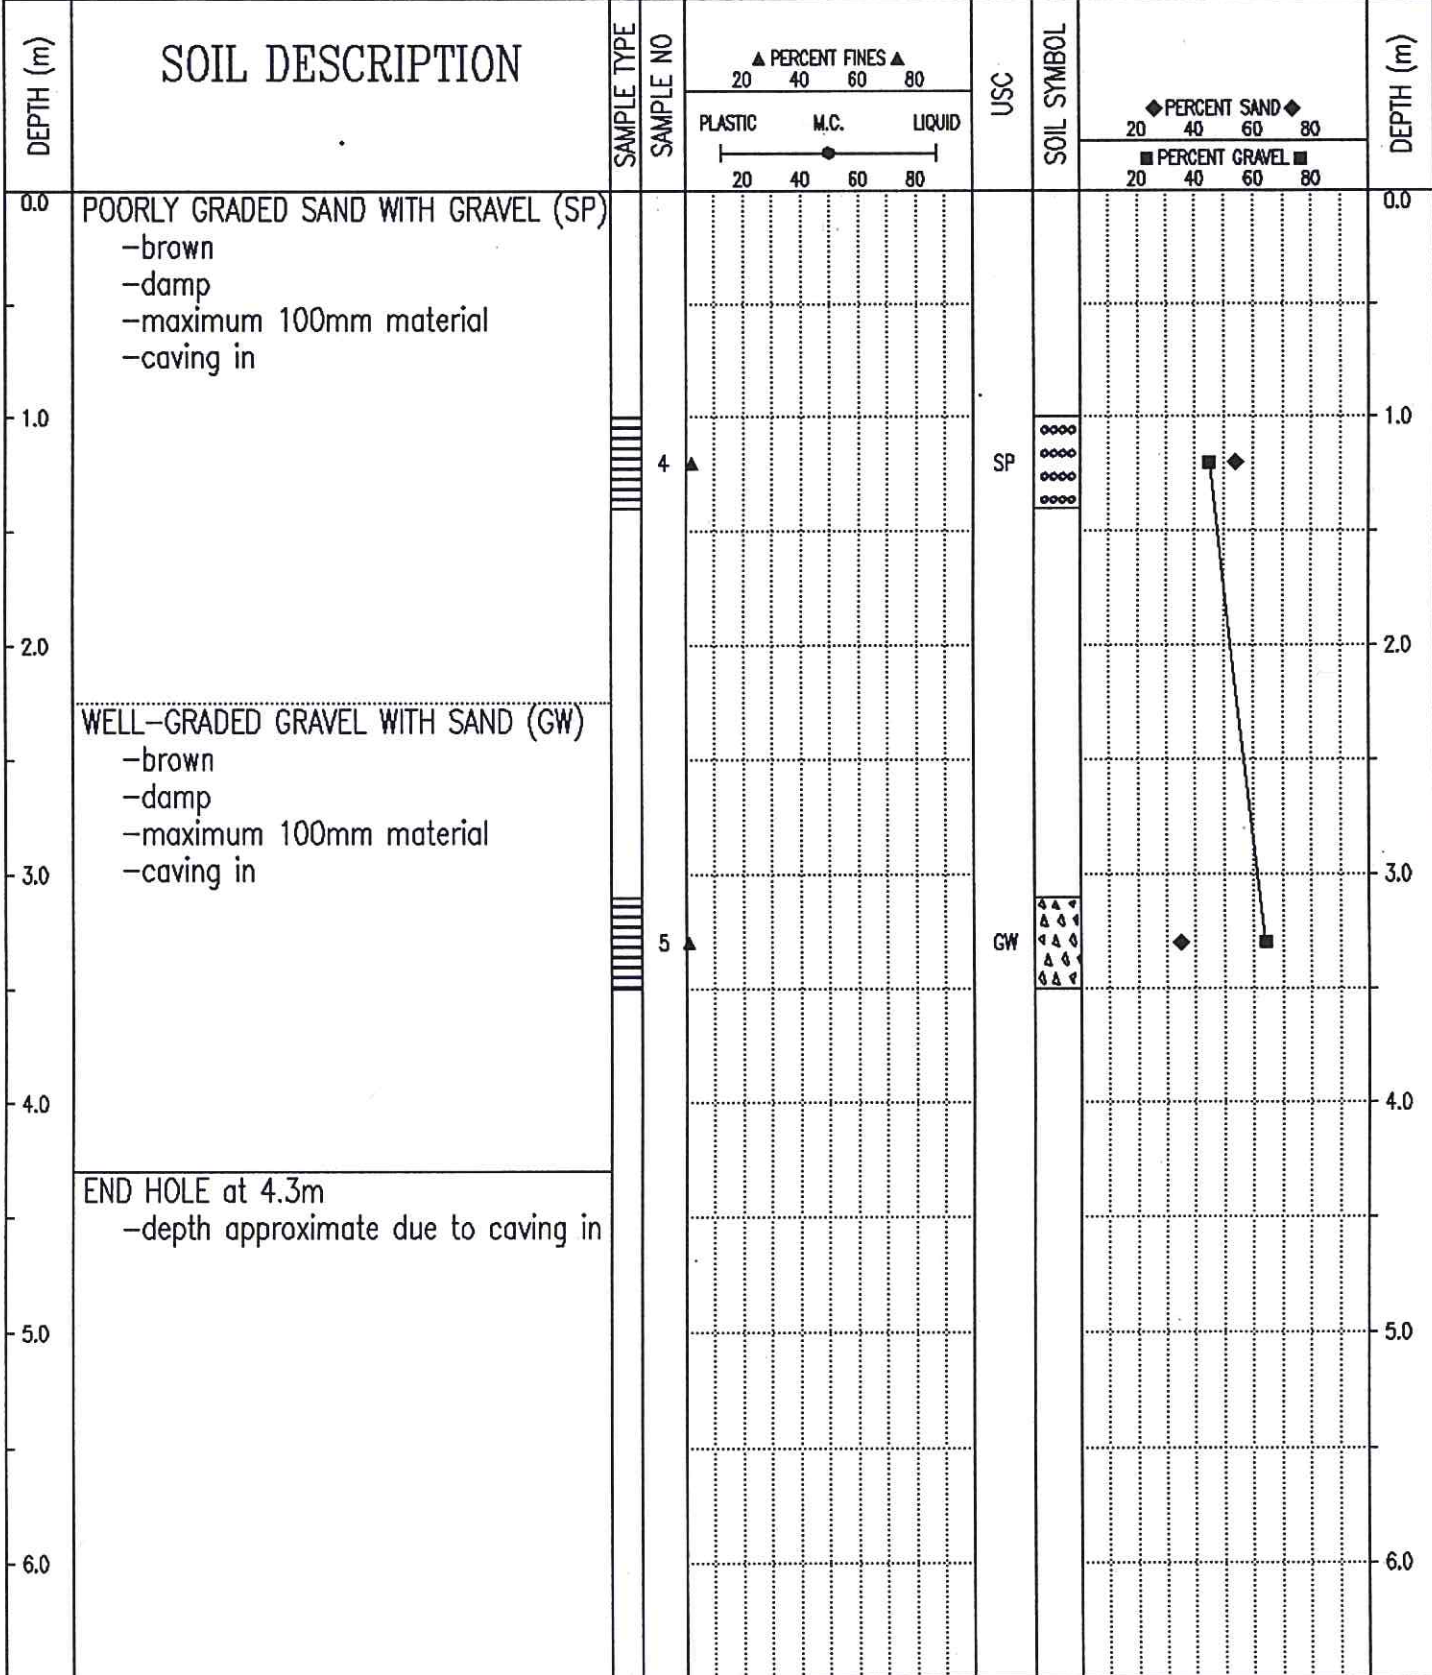 DEPTH (m)
SOIL DESCRIPTION
SAMPLE TYPE
SAMPLE NO
▲ PERCENT FINES ▲
20 40 60 80
PLASTIC M.C. LIQUID
20 40 60 80
USC
SOIL SYMBOL
◆PERCENT SAND◆
20 40 60 80
■PERCENT GRAVEL■
20 40 60 80
DEPTH (m)
0.0 0.0
POORLY GRADED SAND WITH GRAVEL (SP)
-brown
-damp
-maximum 100mm material
-caving in
1.0 1.0
4 SP
2.0 2.0
WELL-GRADED GRAVEL WITH SAND (GW)
-brown
-damp
-maximum 100mm material
-caving in
3.0 3.0
5 GW
4.0 4.0
END HOLE at 4.3m
-depth approximate due to caving in
5.0 5.0
6.0 6.0